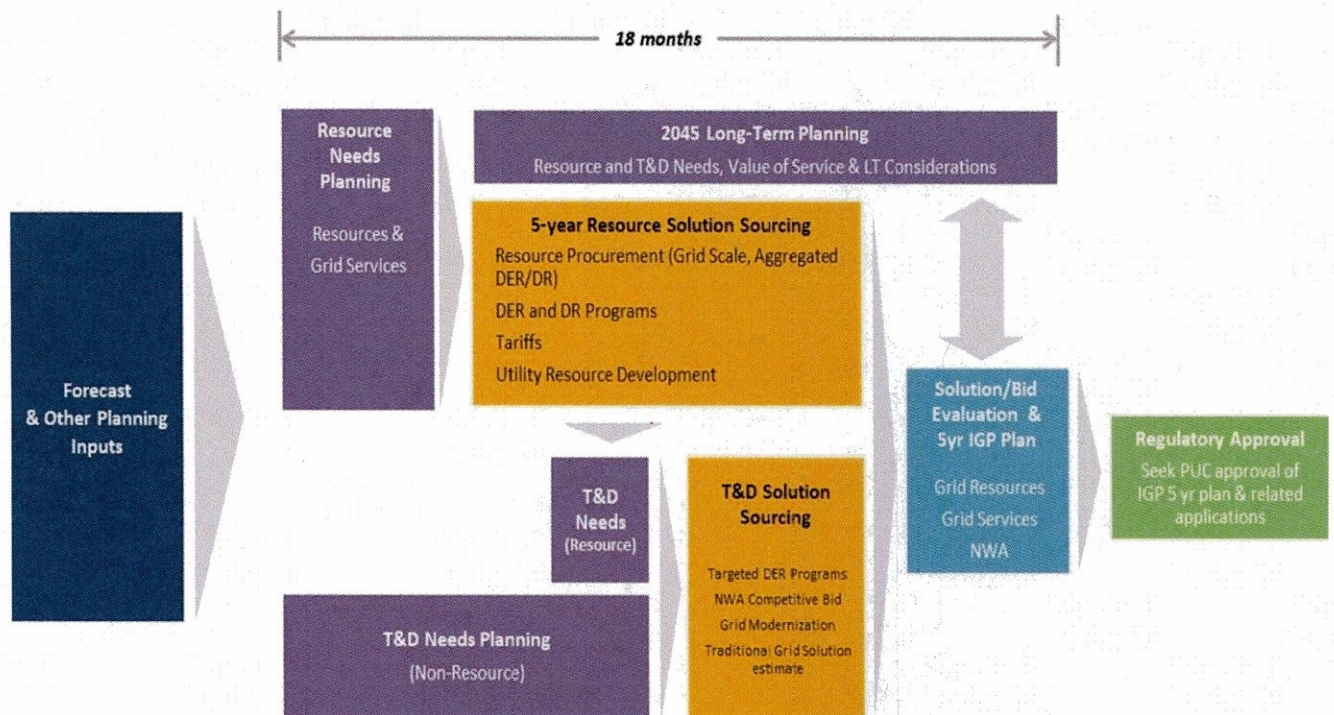 18 months
Resource
Needs
Planning
Resources &
Grid Services
2045 Long-Term Planning
Resource and T&D Needs, Value of Service & LT Considerations
Forecast
& Other Planning
Inputs
5-year Resource Solution Sourcing
Resource Procurement (Grid Scale, Aggregated
DER/DR)
DER and DR Programs
Tariffs
Utility Resource Development
T&D
Needs
(Resource)
T&D Needs Planning
(Non-Resource)
T&D Solution
Sourcing
Targeted DER Programs
NWA Competitive Bid
Grid Modernization
Traditional Grid Solution
estimate
Solution/Bid
Evaluation &
5yr IGP Plan
Grid Resources
Grid Services
NWA
Regulatory Approval
Seek PUC approval of
IGP 5 yr plan & related
applications